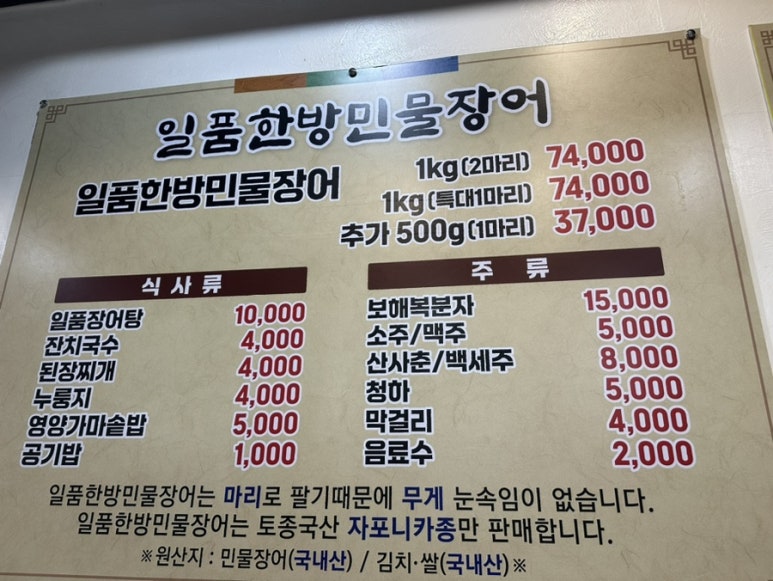 일품한방민물장어
일품한방민물장어
1kg(2마리) 74,000
1kg(특대1마리) 74,000
추가 500g(1마리) 37,000
식사류
일품장어탕 10,000
잔치국수 4,000
된장찌개 4,000
누룽지 4,000
영양가마솥밥 5,000
공기밥 1,000
주류
보해복분자 15,000
소주/맥주 5,000
산사춘/백세주 8,000
청하 5,000
막걸리 4,000
음료수 2,000
일품한방민물장어는 마리로 팔기때문에 무게 눈속임이 없습니다.
일품한방민물장어는 토종국산 자포니카종만 판매합니다.
※원산지 : 민물장어(국내산) / 김치·쌀(국내산)※